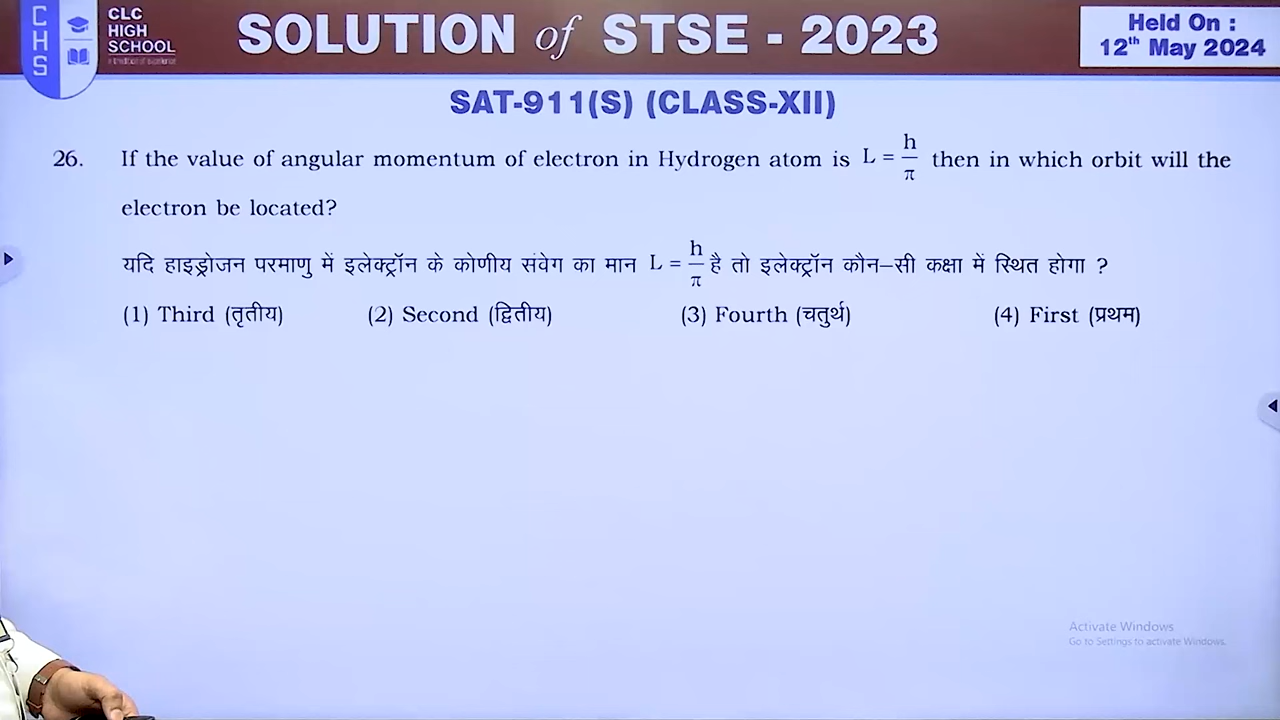 CHS
CLC
HIGH
SCHOOL
SOLUTION of STSE - 2023
Held On :
12th May 2024
SAT-911(S) (CLASS-XII)
26. If the value of angular momentum of electron in Hydrogen atom is L = h/π then in which orbit will the
electron be located?
यदि हाइड्रोजन परमाणु में इलेक्ट्रॉन के कोणीय संवेग का मान L = h/π है तो इलेक्ट्रॉन कौन–सी कक्षा में स्थित होगा ?
(1) Third (तृतीय) (2) Second (द्वितीय) (3) Fourth (चतुर्थ) (4) First (प्रथम)
Activate Windows
Go to Settings to activate Windows.